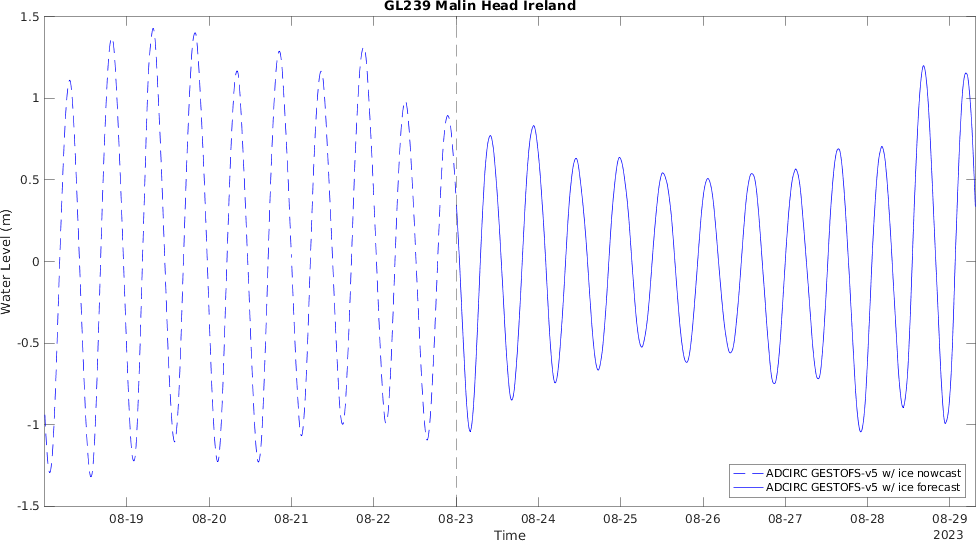 GL239 Malin Head Ireland
1.5
1
0.5
0
-0.5
-1
-1.5
Water Level (m)
ADCIRC GESTOFS-v5 w/ ice nowcast
ADCIRC GESTOFS-v5 w/ ice forecast
08-19 08-20 08-21 08-22 08-23 08-24 08-25 08-26 08-27 08-28 08-29
2023
Time